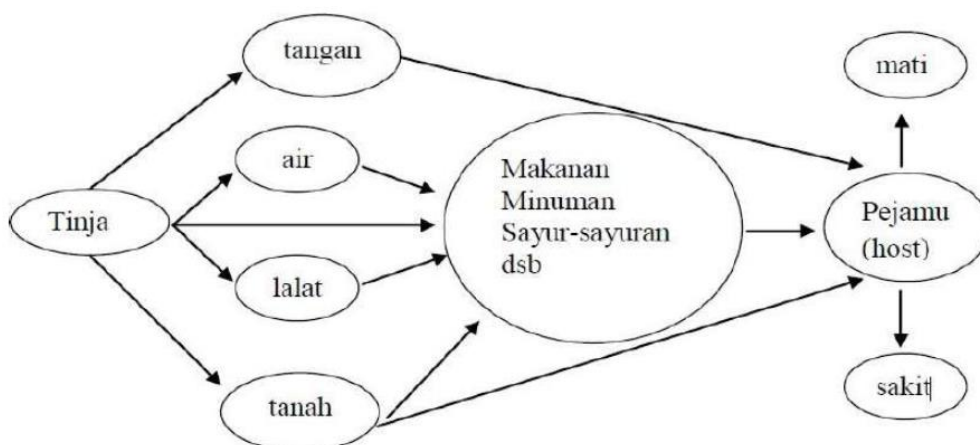 tangan
mati
air
Makanan
Minuman
Sayur-sayuran
dsb
Tinja
Pejamu
(host)
lalat
tanah
sakit